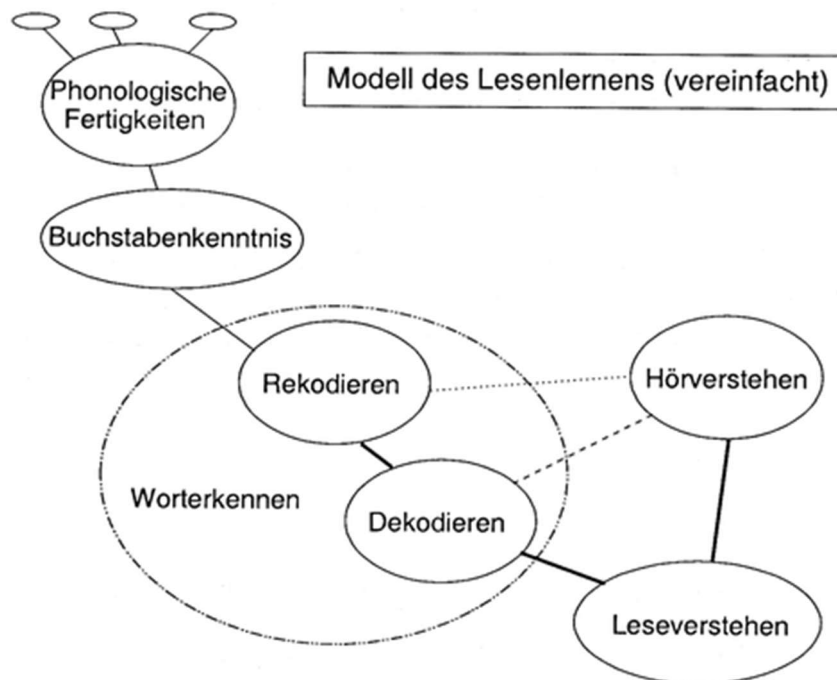 Modell des Lesenlernens (vereinfacht)
Phonologische
Fertigkeiten
Buchstabenkenntnis
Rekodieren
Hörverstehen
Worterkennen
Dekodieren
Leseverstehen